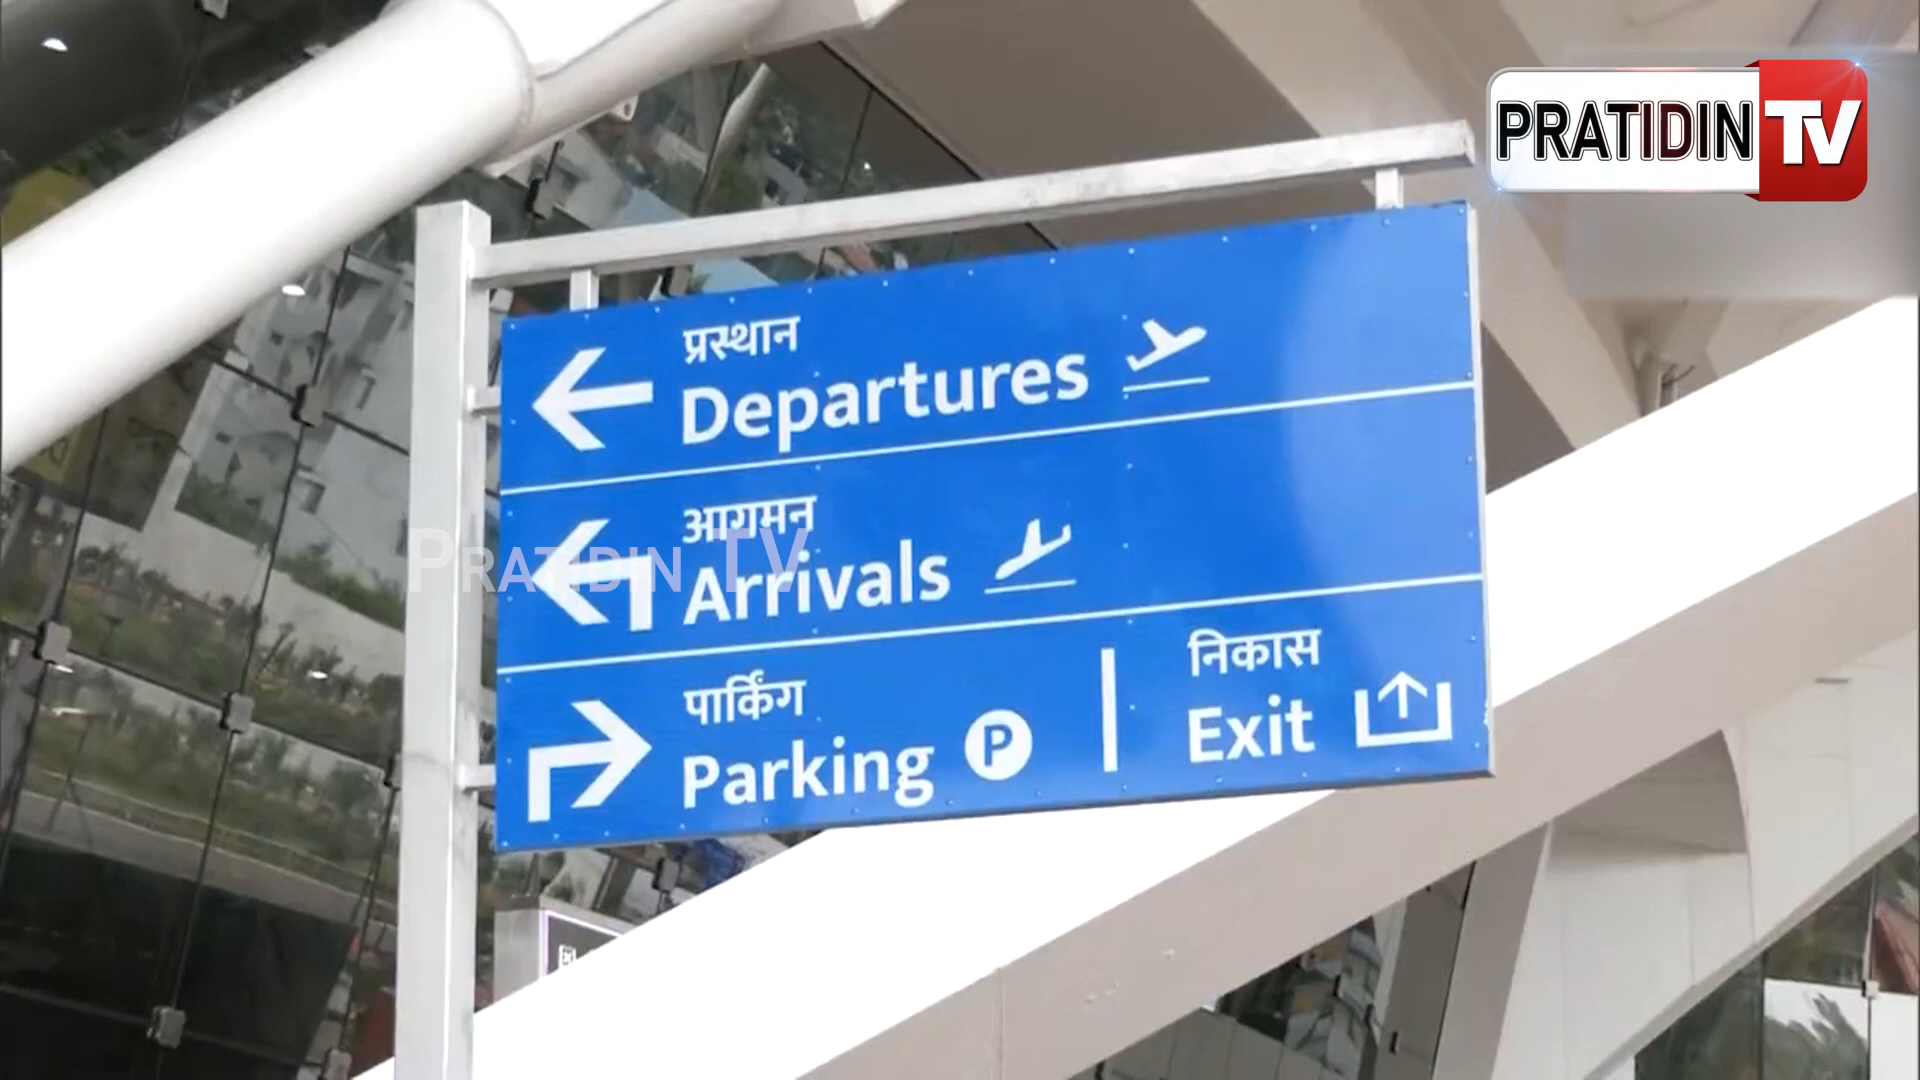 PRATIDIN TV
प्रस्थान
Departures
आगमन
Arrivals
PRATIDIN TV
पार्किंग
Parking P
निकास
Exit